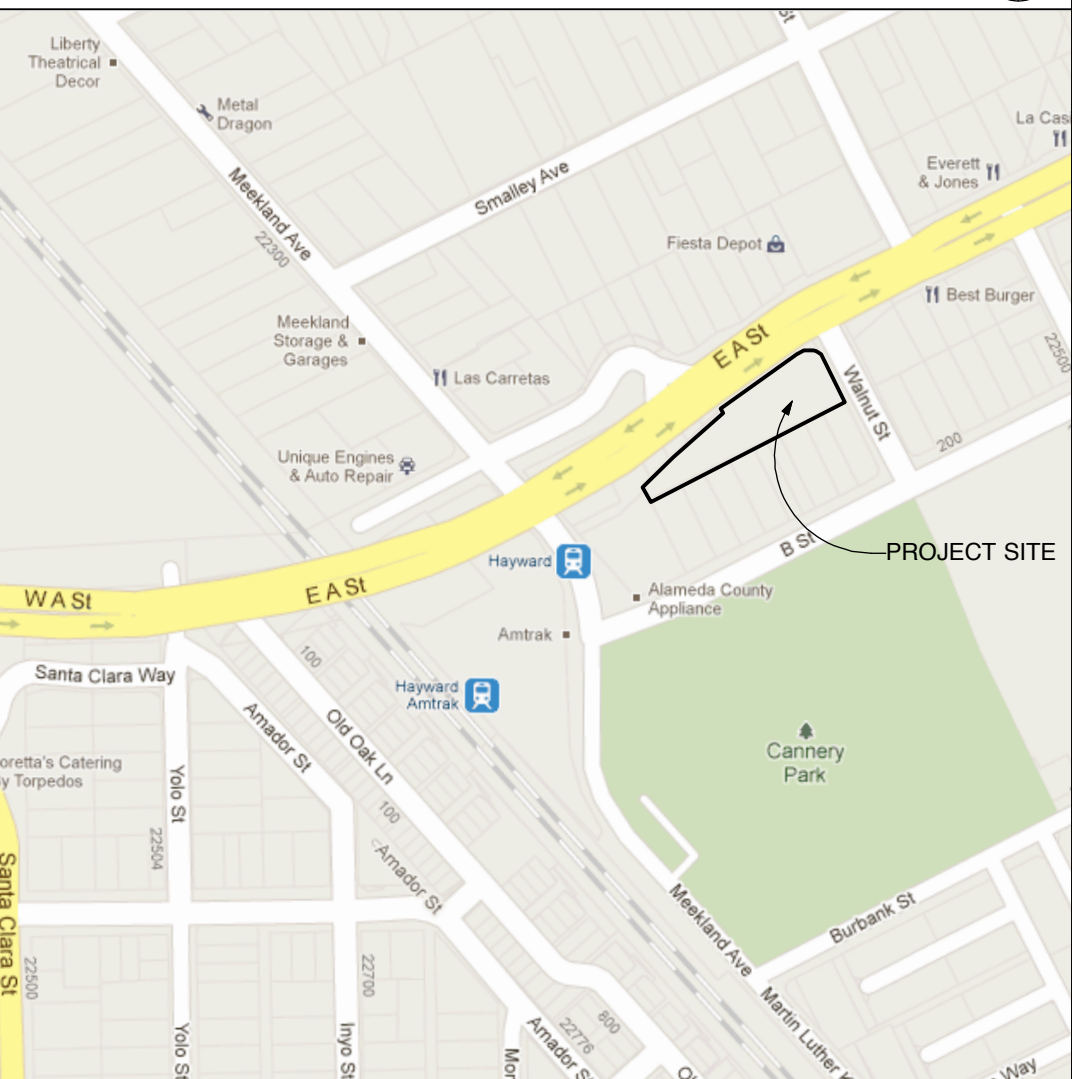 St
Liberty
Theatrical
Decor
Metal
Dragon
La Cas
Everett
& Jones
Meekland Ave
22300
Smalley Ave
Fiesta Depot
Best Burger
Meekland
Storage &
Garages
E A St
22500
Las Carretas
Walnut St
200
Unique Engines
& Auto Repair
B St
PROJECT SITE
Hayward
W A St
E A St
Alameda County
Appliance
Amtrak
100
Santa Clara Way
Hayward
Amtrak
Amador St
Old Oak Ln
Cannery
Park
oretta's Catering
y Torpedos
Yolo St
100
22504
Amador St
Santa Clara St
Meekland Ave
Burbank St
22500
22700
Martin Luther K
800
22776
Yolo St
Inyo St
Mor
Amador St
Ol
Way